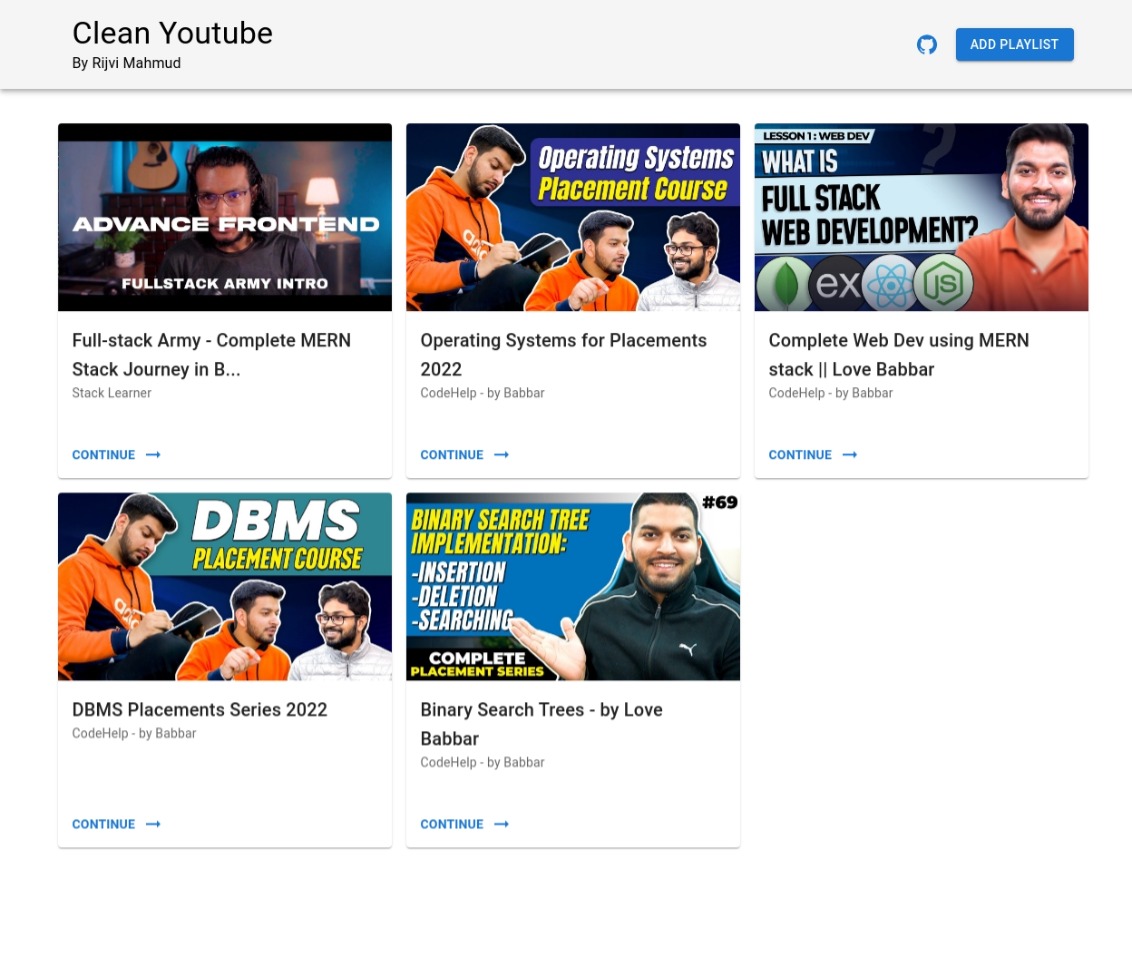 Clean Youtube
By Rijvi Mahmud
ADD PLAYLIST
ADVANCE FRONTEND
FULLSTACK ARMY INTRO
Full-stack Army - Complete MERN
Stack Journey in B...
Stack Learner
CONTINUE
Operating Systems
Placement Course
Operating Systems for Placements
2022
CodeHelp - by Babbar
CONTINUE
LESSON 1 : WEB DEV
WHAT IS
FULL STACK
WEB DEVELOPMENT?
EX
JS
Complete Web Dev using MERN
stack || Love Babbar
CodeHelp - by Babbar
CONTINUE
DBMS
PLACEMENT COURSE
DBMS Placements Series 2022
CodeHelp - by Babbar
CONTINUE
#69
BINARY SEARCH TREE
IMPLEMENTATION:
-INSERTION
-DELETION
-SEARCHING
COMPLETE
PLACEMENT SERIES
Binary Search Trees - by Love
Babbar
CodeHelp - by Babbar
CONTINUE